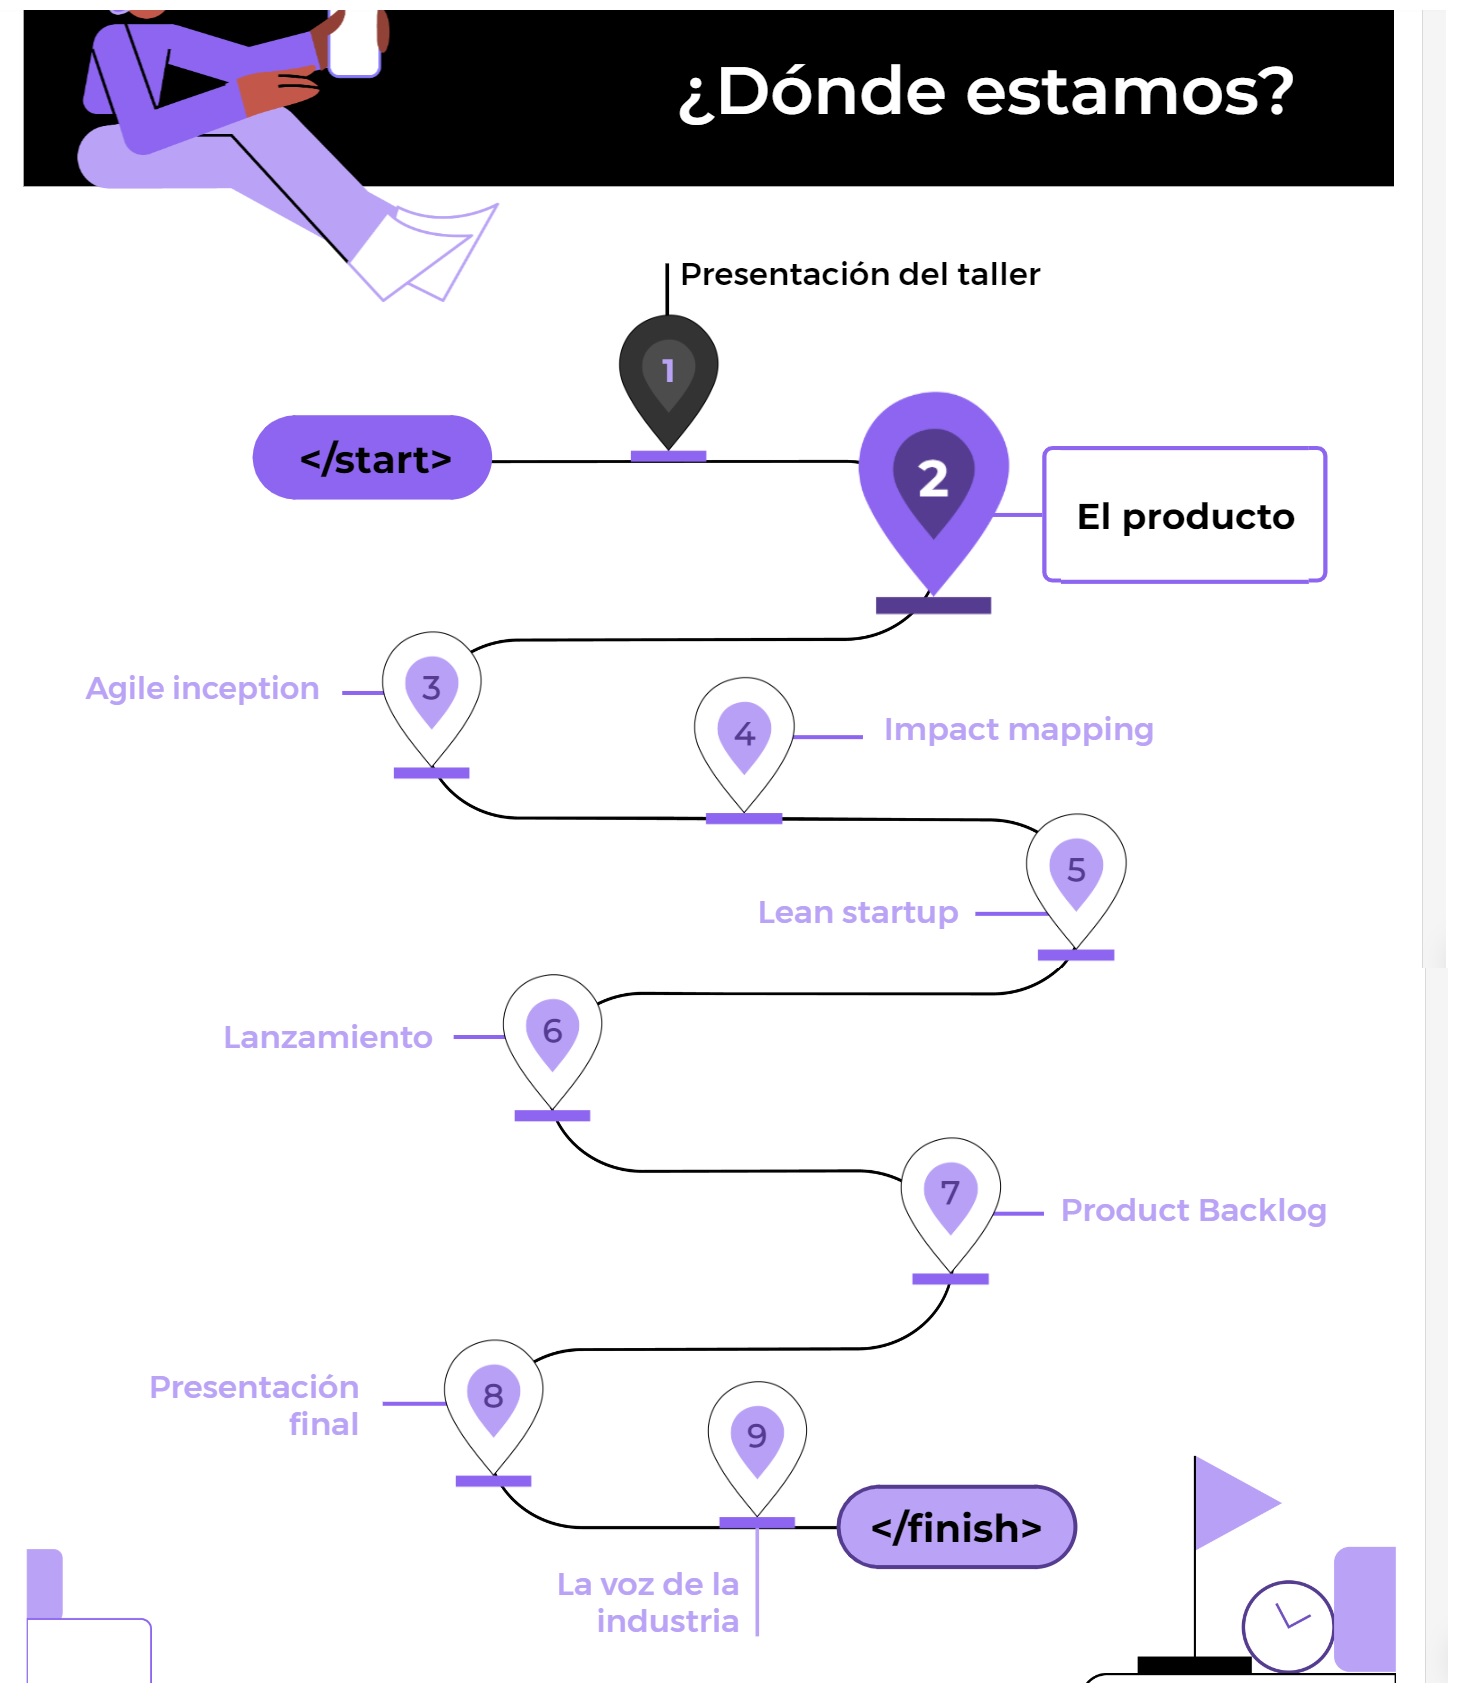 ¿Dónde estamos?
Presentación del taller
1
</start>
2
El producto
3
Agile inception
4
Impact mapping
5
Lean startup
6
Lanzamiento
7
Product Backlog
8
Presentación
final
9
</finish>
La voz de la
industria